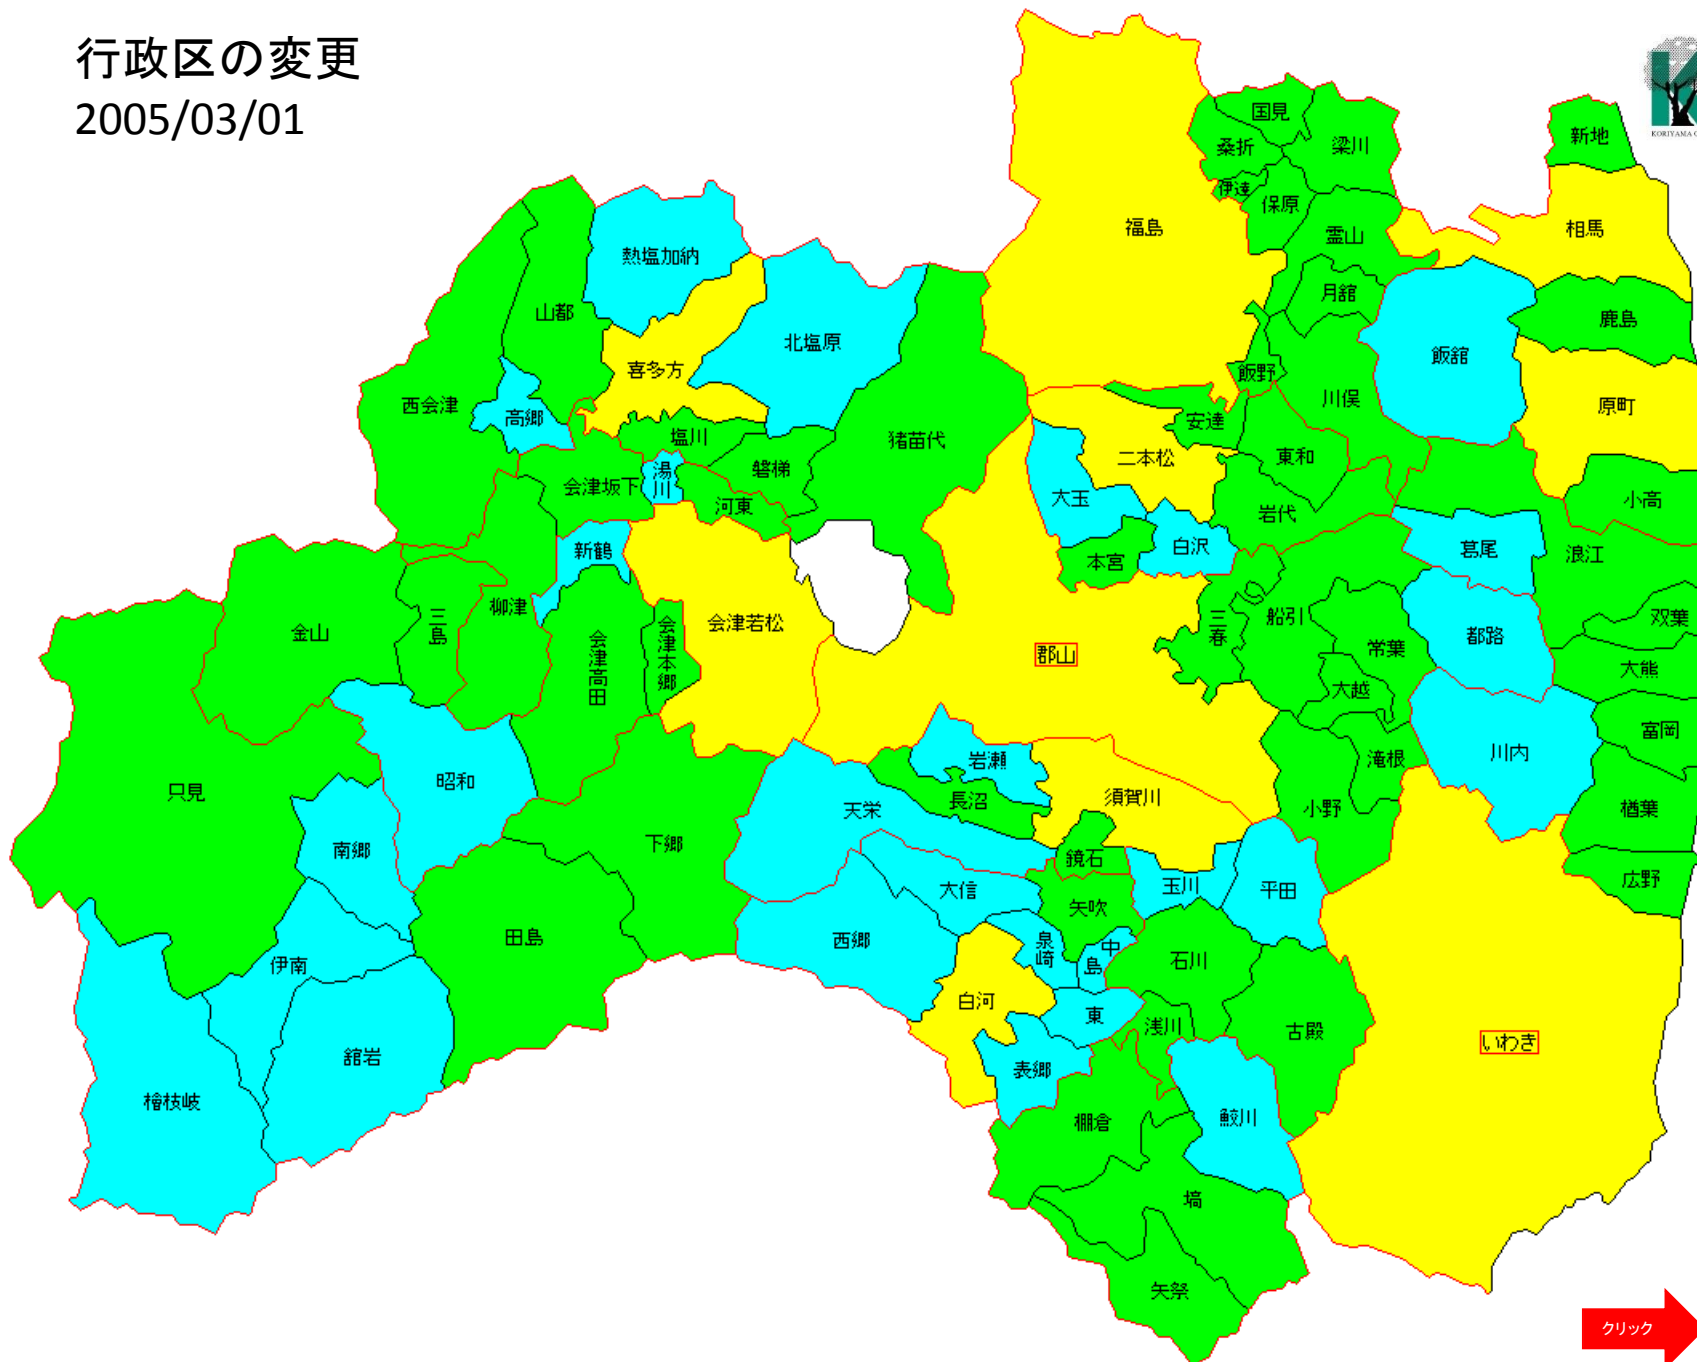 行政区の変更
2005/03/01
国見
桑折
梁川
新地
伊達
保原
福島
霊山
相馬
熱塩加納
月舘
山都
北塩原
鹿島
飯舘
喜多方
飯野
川俣
原町
西会津
高郷
安達
塩川
猪苗代
二本松
東和
磐梯
湯川
会津坂下
大玉
小高
河東
岩代
新鶴
本宮
白沢
葛尾
浪江
柳津
三島
金山
会津若松
三春
船引
双葉
都路
会津高田
会津本郷
郡山
常葉
大熊
大越
富岡
川内
岩瀬
滝根
昭和
只見
長沼
須賀川
天栄
小野
楢葉
下郷
南郷
鏡石
大信
玉川
平田
広野
矢吹
田島
西郷
泉崎
中島
石川
伊南
白河
東
浅川
古殿
いわき
舘岩
表郷
檜枝岐
棚倉
鮫川
塙
矢祭
クリック